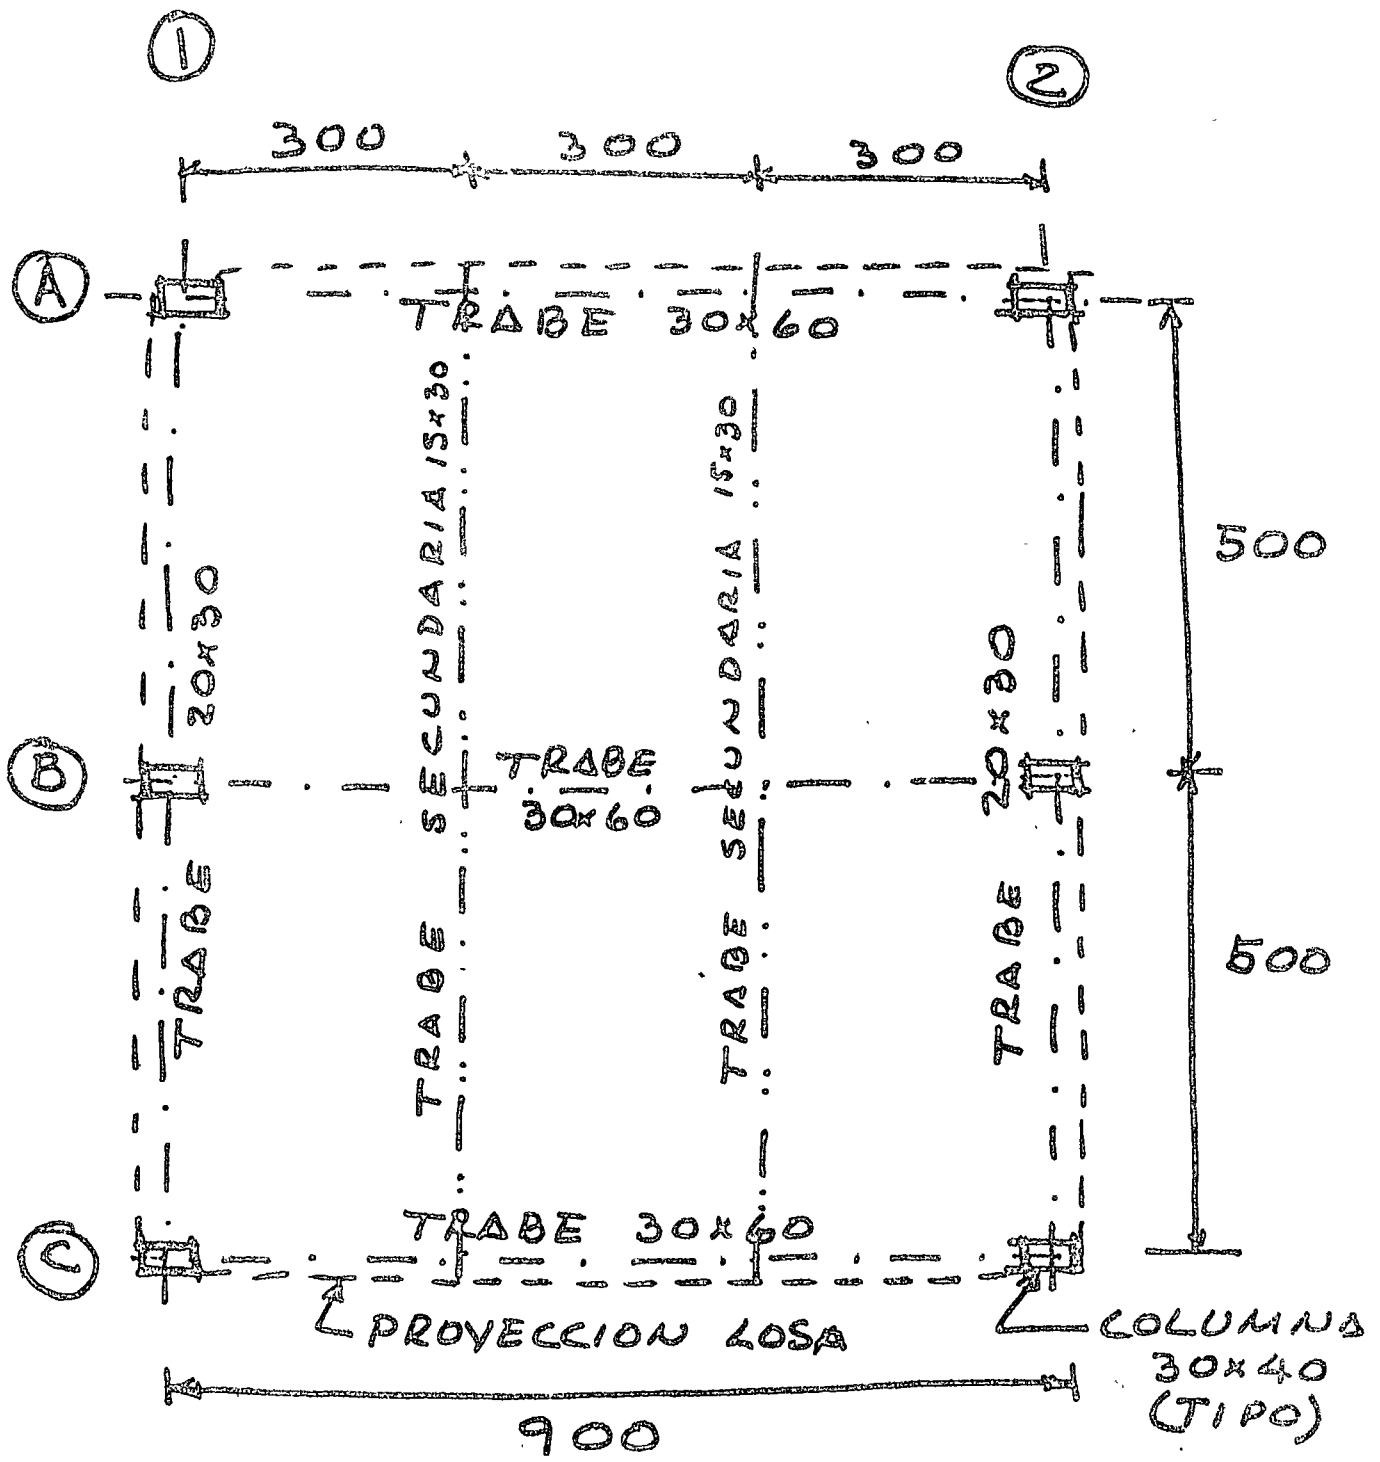 1
2
300
300
300
A
TRABE 30x60
TRABE SECUNDARIA 15x30
TRABE SECUNDARIA 15x30
500
TRABE 20x30
TRABE 20x30
B
TRABE
30x60
500
TRABE 30x60
C
PROYECCION LOSA
COLUMNA
30x40
(TIPO)
900